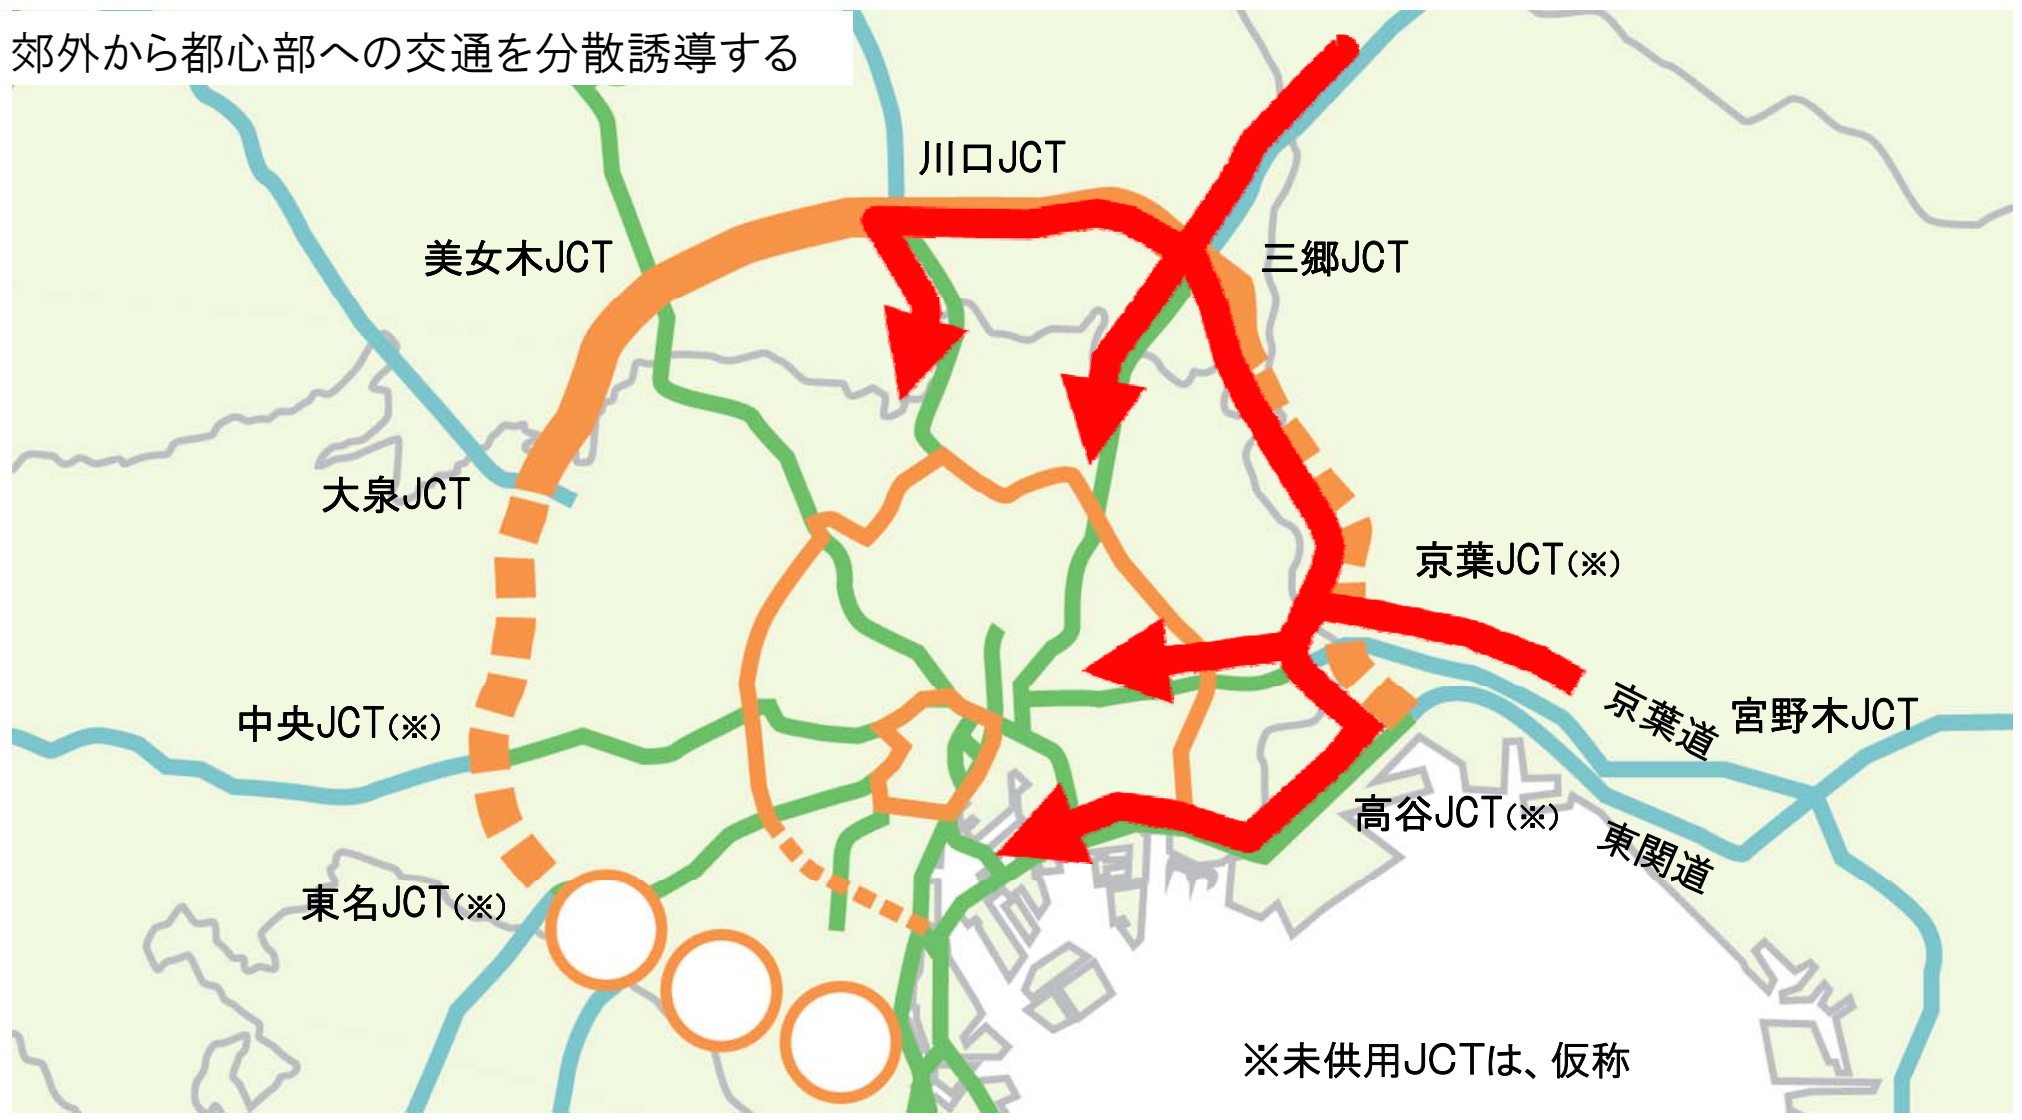 郊外から都心部への交通を分散誘導する
川口JCT
美女木JCT
三郷JCT
大泉JCT
京葉JCT(※)
京葉道
宮野木JCT
中央JCT(※)
高谷JCT(※)
東関道
東名JCT(※)
※未供用JCTは、仮称